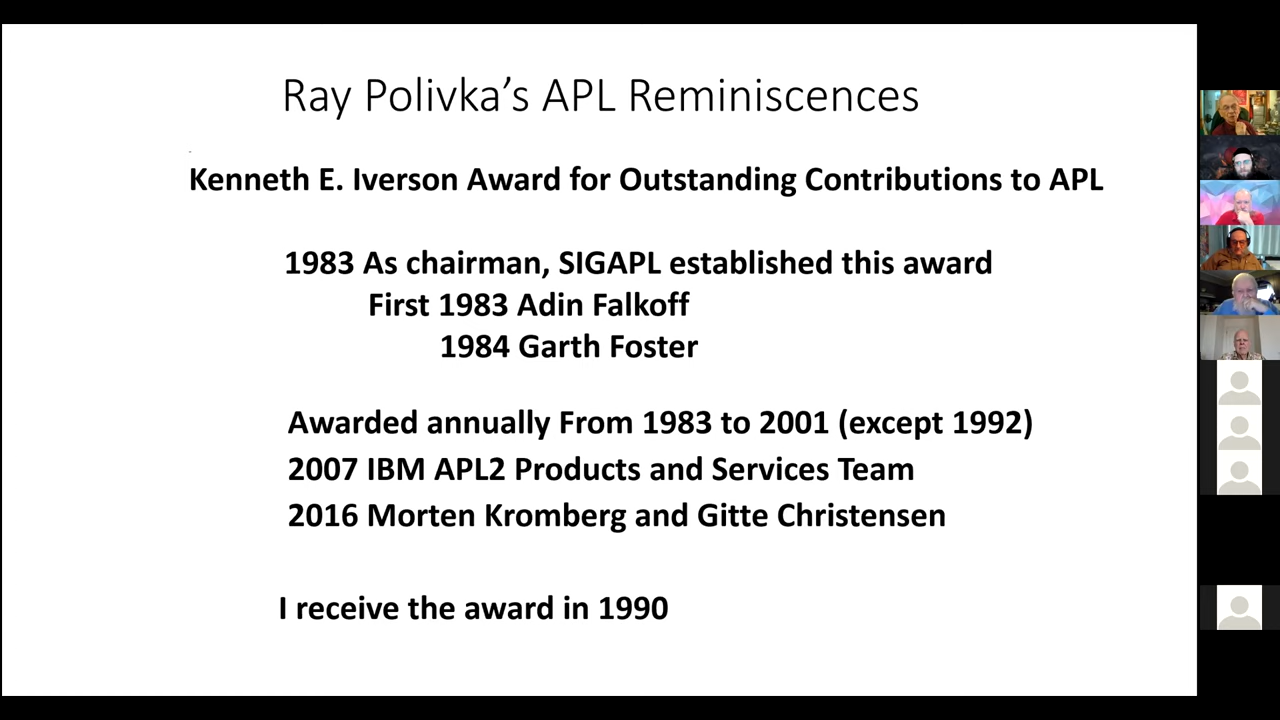 Ray Polivka’s APL Reminiscences
Kenneth E. Iverson Award for Outstanding Contributions to APL
1983 As chairman, SIGAPL established this award
First 1983 Adin Falkoff
1984 Garth Foster
Awarded annually From 1983 to 2001 (except 1992)
2007 IBM APL2 Products and Services Team
2016 Morten Kromberg and Gitte Christensen
I receive the award in 1990